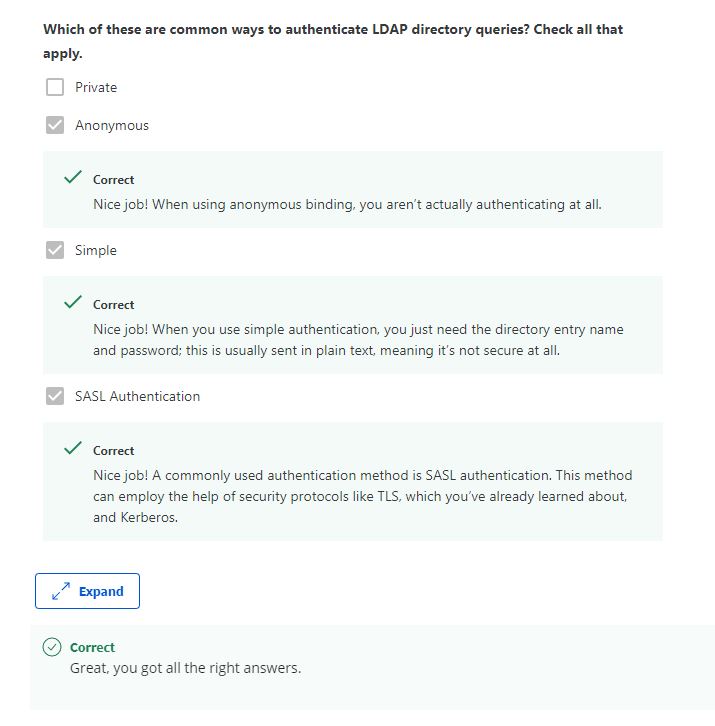 Which of these are common ways to authenticate LDAP directory queries? Check all that
apply.
Private
Anonymous
Correct
Nice job! When using anonymous binding, you aren't actually authenticating at all.
Simple
Correct
Nice job! When you use simple authentication, you just need the directory entry name
and password; this is usually sent in plain text, meaning it's not secure at all.
SASL Authentication
Correct
Nice job! A commonly used authentication method is SASL authentication. This method
can employ the help of security protocols like TLS, which you've already learned about,
and Kerberos.
Expand
Correct
Great, you got all the right answers.